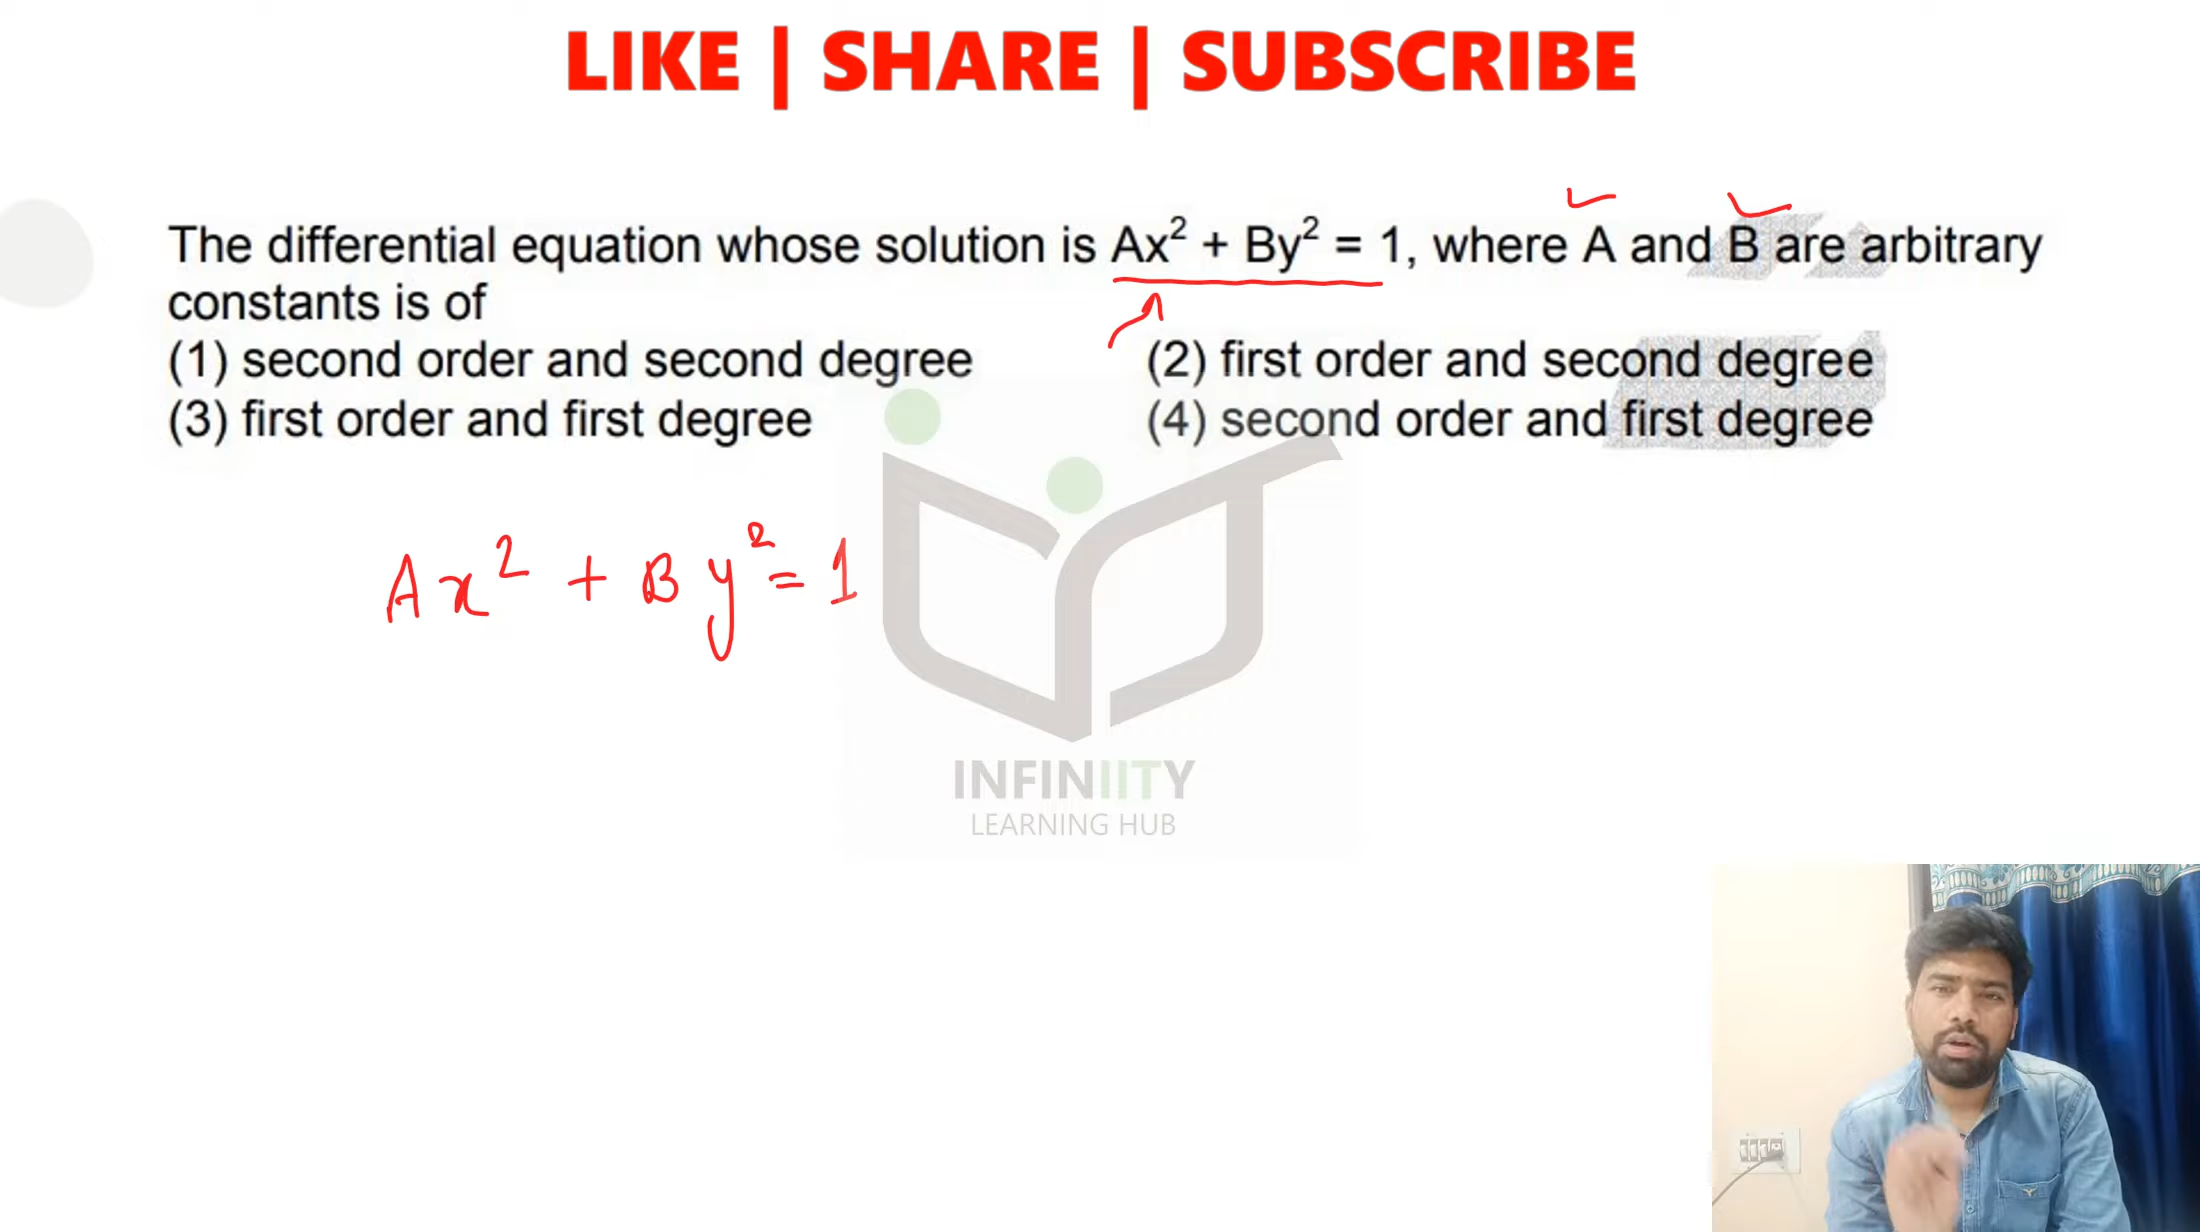 LIKE | SHARE | SUBSCRIBE
The differential equation whose solution is Ax² + By² = 1, where A and B are arbitrary
constants is of
(1) second order and second degree (2) first order and second degree
(3) first order and first degree (4) second order and first degree
Ax² + By² = 1
INFINIITY
LEARNING HUB